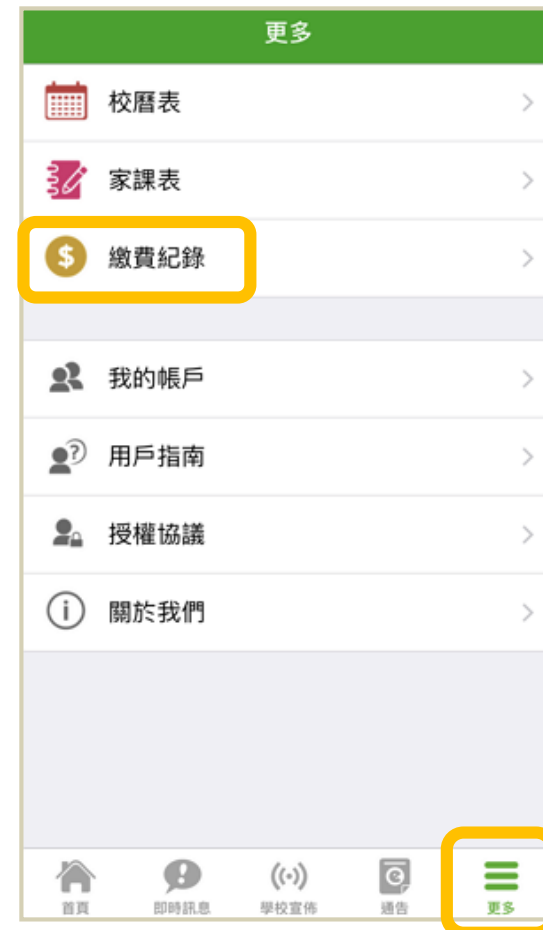 更多
校曆表
家課表
$ 繳費紀錄
我的帳戶
? 用戶指南
授權協議
i 關於我們
首頁 即時訊息 學校宣佈 通告 更多